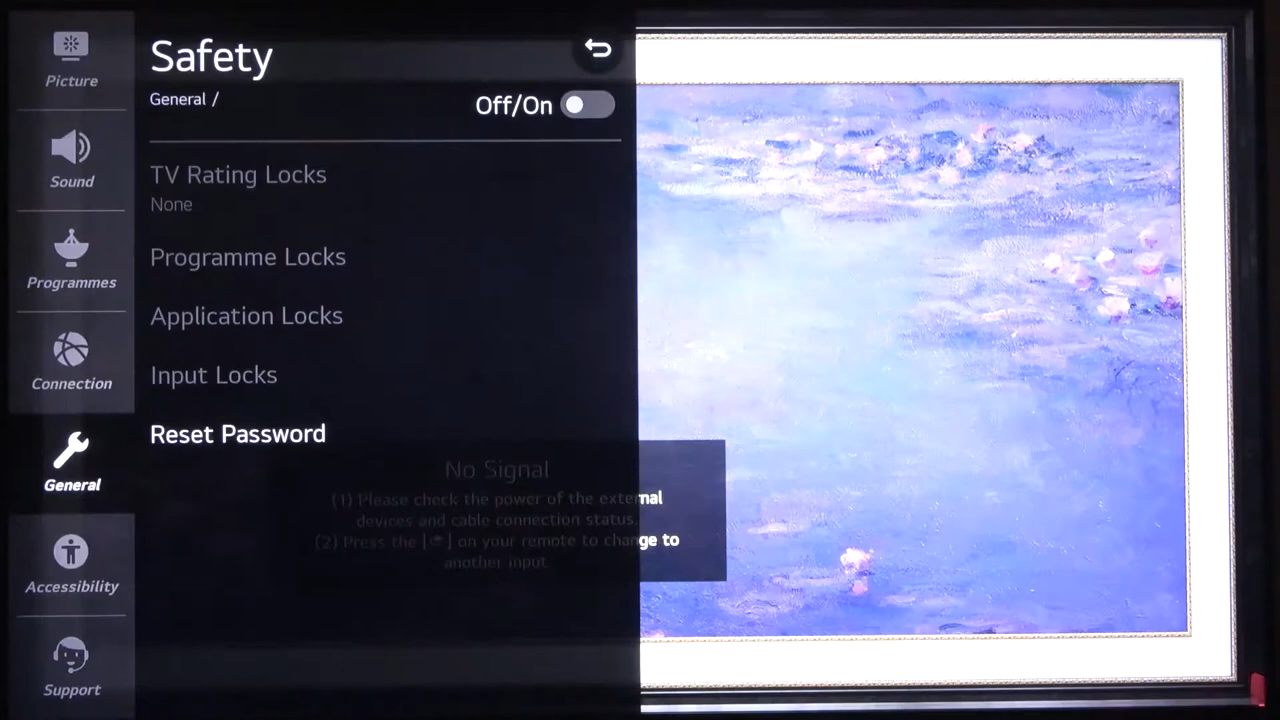 Picture
Sound
Programmes
Connection
General
Accessibility
Support
Safety
General /
Off/On
TV Rating Locks
None
Programme Locks
Application Locks
Input Locks
Reset Password
No Signal
(1) Please check the power of the external
devices and cable connection status.
(2) Press the [ ] on your remote to change to
another input